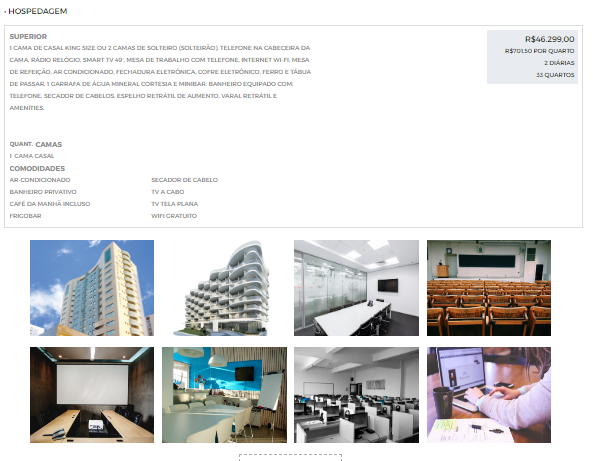 • HOSPEDAGEM
SUPERIOR
1 CAMA DE CASAL KING SIZE OU 2 CAMAS DE SOLTEIRO (SOLTEIRÃO), TELEFONE NA CABECEIRA DA
CAMA, RÁDIO RELÓGIO, SMART TV 49', MESA DE TRABALHO COM TELEFONE, INTERNET WI-FI, MESA
DE REFEIÇÃO, AR CONDICIONADO, FECHADURA ELETRÔNICA, COFRE ELETRÔNICO, FERRO E TÁBUA
DE PASSAR, 1 GARRAFA DE ÁGUA MINERAL CORTESIA E MINIBAR. BANHEIRO EQUIPADO COM:
TELEFONE, SECADOR DE CABELOS, ESPELHO RETRÁTIL DE AUMENTO, VARAL RETRÁTIL E
AMENITIES.
R$46.299,00
R$701,50 POR QUARTO
2 DIÁRIAS
33 QUARTOS
QUANT. CAMAS
1 CAMA CASAL
COMODIDADES
AR-CONDICIONADO SECADOR DE CABELO
BANHEIRO PRIVATIVO TV A CABO
CAFÉ DA MANHÃ INCLUSO TV TELA PLANA
FRIGOBAR WIFI GRATUITO